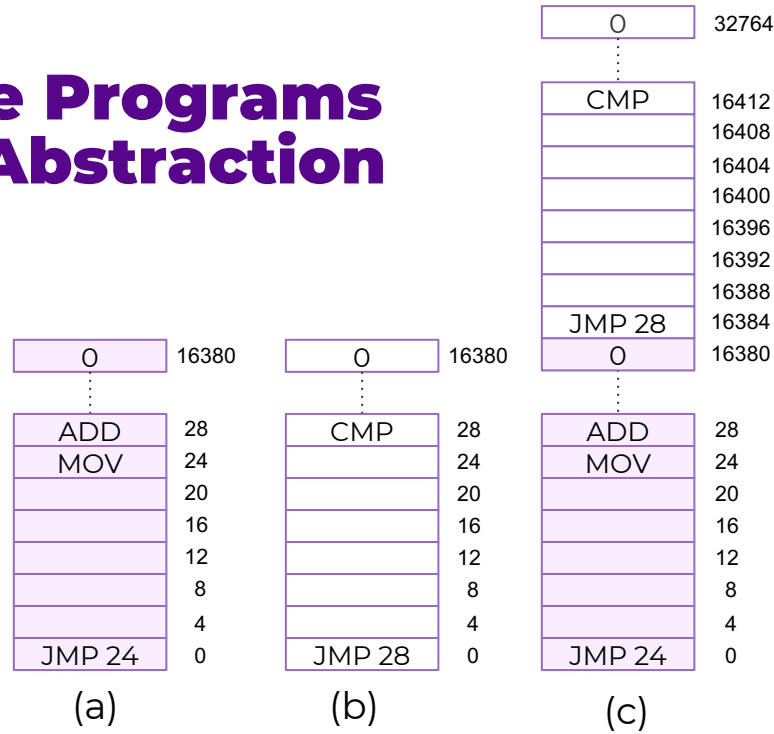 e Programs
Abstraction
0 32764
CMP 16412
16408
16404
16400
16396
16392
16388
JMP 28 16384
0 16380
0 16380
0 16380
ADD 28
MOV 24
20
16
12
8
4
JMP 24 0
(a)
CMP 28
24
20
16
12
8
4
JMP 28 0
(b)
ADD 28
MOV 24
20
16
12
8
4
JMP 24 0
(c)